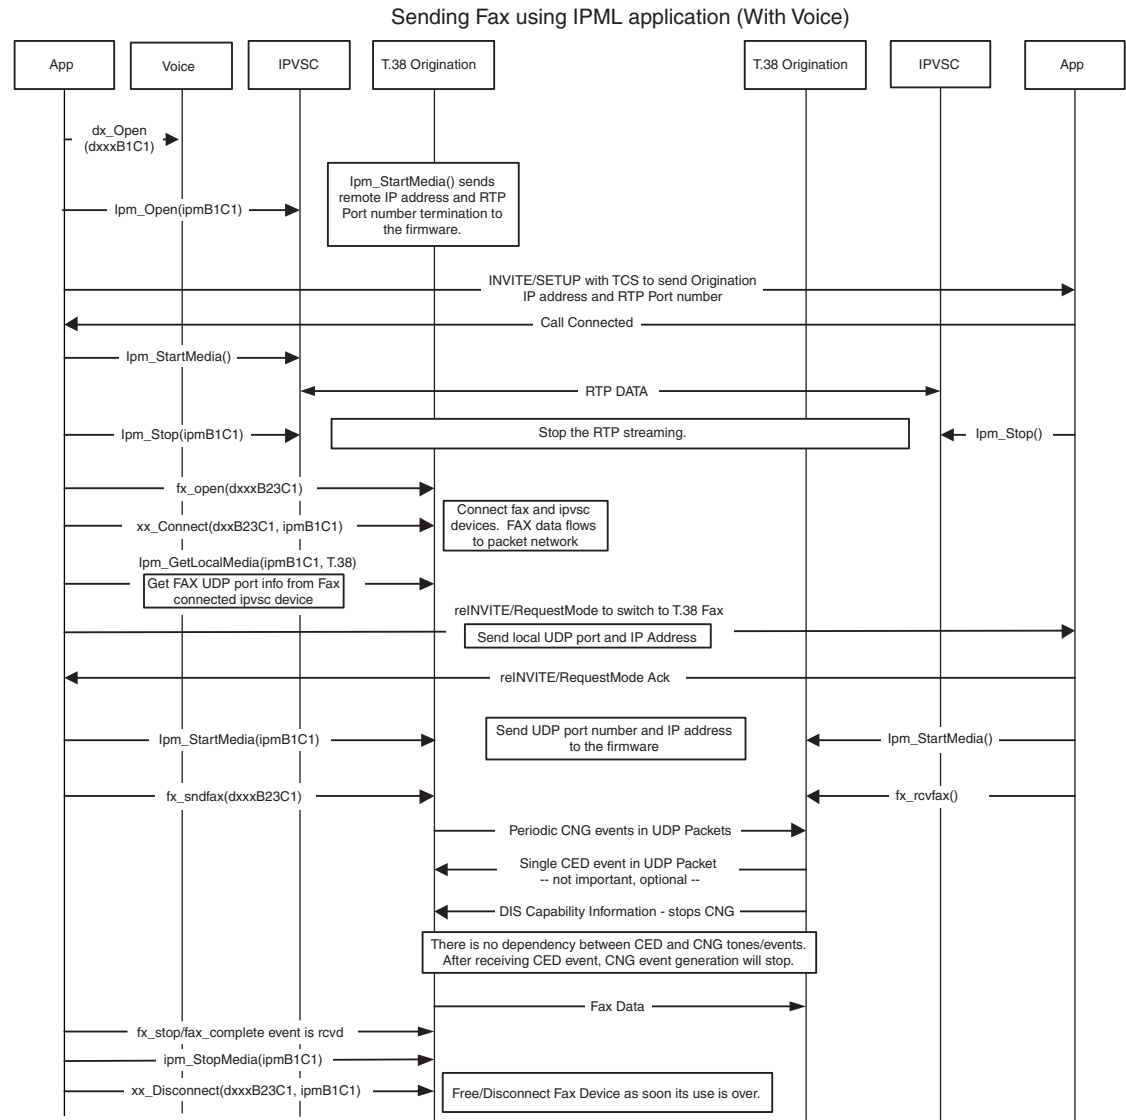 Sending Fax using IPML application (With Voice)
App
Voice
IPVSC
T.38 Origination
T.38 Origination
IPVSC
App
dx_Open
(dxxxB1C1)
Ipm_StartMedia() sends
remote IP address and RTP
Port number termination to
the firmware.
Ipm_Open(ipmB1C1)
INVITE/SETUP with TCS to send Origination
IP address and RTP Port number
Call Connected
Ipm_StartMedia()
RTP DATA
Ipm_Stop(ipmB1C1)
Stop the RTP streaming.
Ipm_Stop()
fx_open(dxxxB23C1)
Connect fax and ipvsc
devices. FAX data flows
to packet network
xx_Connect(dxxB23C1, ipmB1C1)
Ipm_GetLocalMedia(ipmB1C1, T.38)
Get FAX UDP port info from Fax
connected ipvsc device
reINVITE/RequestMode to switch to T.38 Fax
Send local UDP port and IP Address
reINVITE/RequestMode Ack
Ipm_StartMedia(ipmB1C1)
Send UDP port number and IP address
to the firmware
Ipm_StartMedia()
fx_sndfax(dxxxB23C1)
fx_rcvfax()
Periodic CNG events in UDP Packets
Single CED event in UDP Packet
-- not important, optional --
DIS Capability Information - stops CNG
There is no dependency between CED and CNG tones/events.
After receiving CED event, CNG event generation will stop.
Fax Data
fx_stop/fax_complete event is rcvd
ipm_StopMedia(ipmB1C1)
xx_Disconnect(dxxxB23C1, ipmB1C1)
Free/Disconnect Fax Device as soon its use is over.